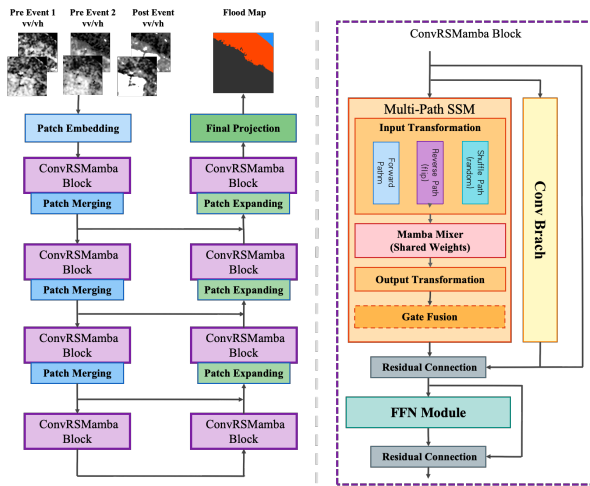 Pre Event 1
vv/vh
Pre Event 2
vv/vh
Post Event
vv/vh
Flood Map
Patch Embedding
Final Projection
ConvRSMamba
Block
Patch Merging
ConvRSMamba
Block
Patch Expanding
ConvRSMamba
Block
Patch Merging
ConvRSMamba
Block
Patch Expanding
ConvRSMamba
Block
Patch Merging
ConvRSMamba
Block
Patch Expanding
ConvRSMamba
Block
ConvRSMamba
Block
ConvRSMamba Block
Multi-Path SSM
Input Transformation
Forward
Pathm
Reverse Path
(flip)
Shuffle Path
(random)
Mamba Mixer
(Shared Weights)
Output Transformation
Gate Fusion
Conv Brach
Residual Connection
FFN Module
Residual Connection